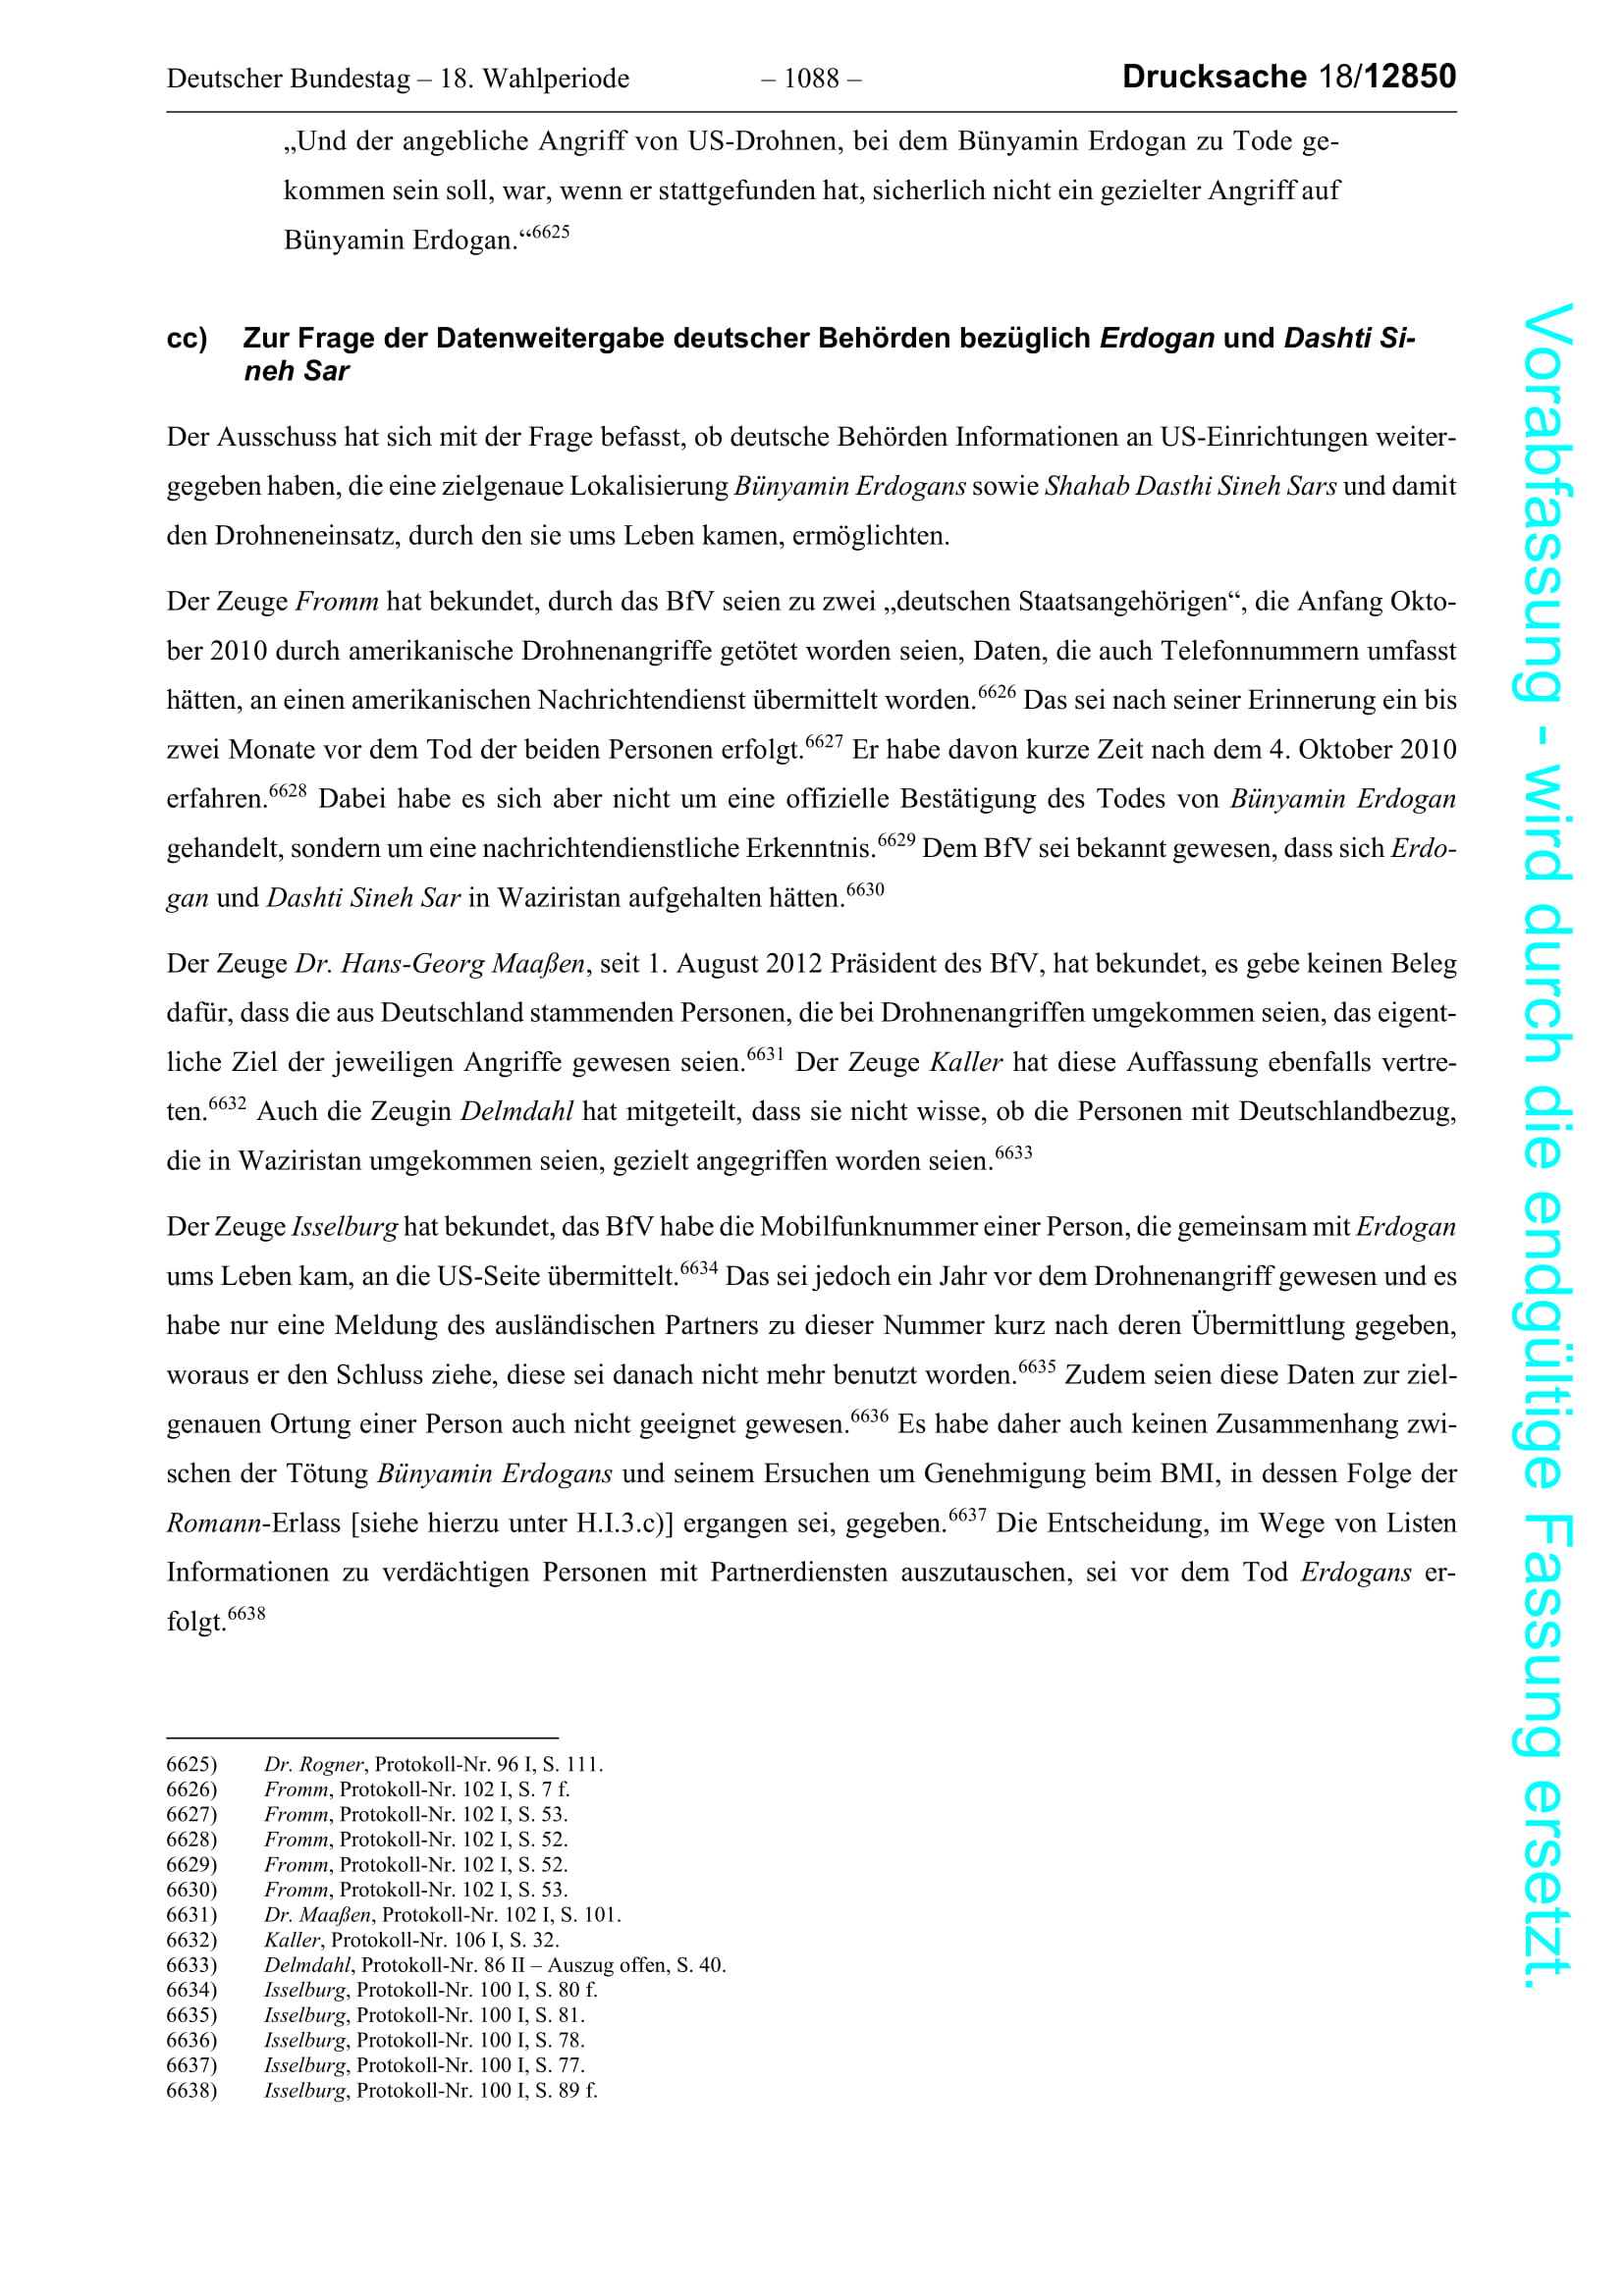 Deutscher Bundestag – 18. Wahlperiode – 1088 – Drucksache 18/12850
„Und der angebliche Angriff von US-Drohnen, bei dem Bünyamin Erdogan zu Tode ge-
kommen sein soll, war, wenn er stattgefunden hat, sicherlich nicht ein gezielter Angriff auf
Bünyamin Erdogan.“6625
cc) Zur Frage der Datenweitergabe deutscher Behörden bezüglich Erdogan und Dashti Si-
neh Sar
Der Ausschuss hat sich mit der Frage befasst, ob deutsche Behörden Informationen an US-Einrichtungen weiter-
gegeben haben, die eine zielgenaue Lokalisierung Bünyamin Erdogans sowie Shahab Dasthi Sineh Sars und damit
den Drohneneinsatz, durch den sie ums Leben kamen, ermöglichten.
Der Zeuge Fromm hat bekundet, durch das BfV seien zu zwei „deutschen Staatsangehörigen“, die Anfang Okto-
ber 2010 durch amerikanische Drohnenangriffe getötet worden seien, Daten, die auch Telefonnummern umfasst
hätten, an einen amerikanischen Nachrichtendienst übermittelt worden.6626 Das sei nach seiner Erinnerung ein bis
zwei Monate vor dem Tod der beiden Personen erfolgt.6627 Er habe davon kurze Zeit nach dem 4. Oktober 2010
erfahren.6628 Dabei habe es sich aber nicht um eine offizielle Bestätigung des Todes von Bünyamin Erdogan
gehandelt, sondern um eine nachrichtendienstliche Erkenntnis.6629 Dem BfV sei bekannt gewesen, dass sich Erdo-
gan und Dashti Sineh Sar in Waziristan aufgehalten hätten.6630
Der Zeuge Dr. Hans-Georg Maaßen, seit 1. August 2012 Präsident des BfV, hat bekundet, es gebe keinen Beleg
dafür, dass die aus Deutschland stammenden Personen, die bei Drohnenangriffen umgekommen seien, das eigent-
liche Ziel der jeweiligen Angriffe gewesen seien.6631 Der Zeuge Kaller hat diese Auffassung ebenfalls vertre-
ten.6632 Auch die Zeugin Delmdahl hat mitgeteilt, dass sie nicht wisse, ob die Personen mit Deutschlandbezug,
die in Waziristan umgekommen seien, gezielt angegriffen worden seien.6633
Der Zeuge Isselburg hat bekundet, das BfV habe die Mobilfunknummer einer Person, die gemeinsam mit Erdogan
ums Leben kam, an die US-Seite übermittelt.6634 Das sei jedoch ein Jahr vor dem Drohnenangriff gewesen und es
habe nur eine Meldung des ausländischen Partners zu dieser Nummer kurz nach deren Übermittlung gegeben,
woraus er den Schluss ziehe, diese sei danach nicht mehr benutzt worden.6635 Zudem seien diese Daten zur ziel-
genauen Ortung einer Person auch nicht geeignet gewesen.6636 Es habe daher auch keinen Zusammenhang zwi-
schen der Tötung Bünyamin Erdogans und seinem Ersuchen um Genehmigung beim BMI, in dessen Folge der
Romann-Erlass [siehe hierzu unter H.I.3.c)] ergangen sei, gegeben.6637 Die Entscheidung, im Wege von Listen
Informationen zu verdächtigen Personen mit Partnerdiensten auszutauschen, sei vor dem Tod Erdogans er-
folgt.6638
6625) Dr. Rogner, Protokoll-Nr. 96 I, S. 111.
6626) Fromm, Protokoll-Nr. 102 I, S. 7 f.
6627) Fromm, Protokoll-Nr. 102 I, S. 53.
6628) Fromm, Protokoll-Nr. 102 I, S. 52.
6629) Fromm, Protokoll-Nr. 102 I, S. 52.
6630) Fromm, Protokoll-Nr. 102 I, S. 53.
6631) Dr. Maaßen, Protokoll-Nr. 102 I, S. 101.
6632) Kaller, Protokoll-Nr. 106 I, S. 32.
6633) Delmdahl, Protokoll-Nr. 86 II – Auszug offen, S. 40.
6634) Isselburg, Protokoll-Nr. 100 I, S. 80 f.
6635) Isselburg, Protokoll-Nr. 100 I, S. 81.
6636) Isselburg, Protokoll-Nr. 100 I, S. 78.
6637) Isselburg, Protokoll-Nr. 100 I, S. 77.
6638) Isselburg, Protokoll-Nr. 100 I, S. 89 f.
Vorabfassung - wird durch die endgültige Fassung ersetzt.